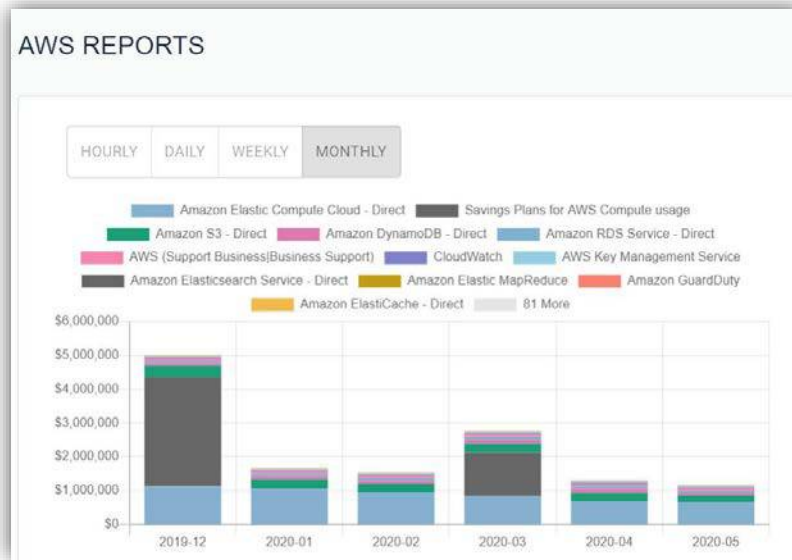 AWS REPORTS
HOURLY DAILY WEEKLY MONTHLY
Amazon Elastic Compute Cloud - Direct Savings Plans for AWS Compute usage
Amazon S3 - Direct Amazon DynamoDB - Direct Amazon RDS Service - Direct
AWS (Support Business|Business Support) CloudWatch AWS Key Management Service
Amazon Elasticsearch Service - Direct Amazon Elastic MapReduce Amazon GuardDuty
Amazon ElastiCache - Direct 81 More
$6,000,000
$5,000,000
$4,000,000
$3,000,000
$2,000,000
$1,000,000
$0
2019-12 2020-01 2020-02 2020-03 2020-04 2020-05